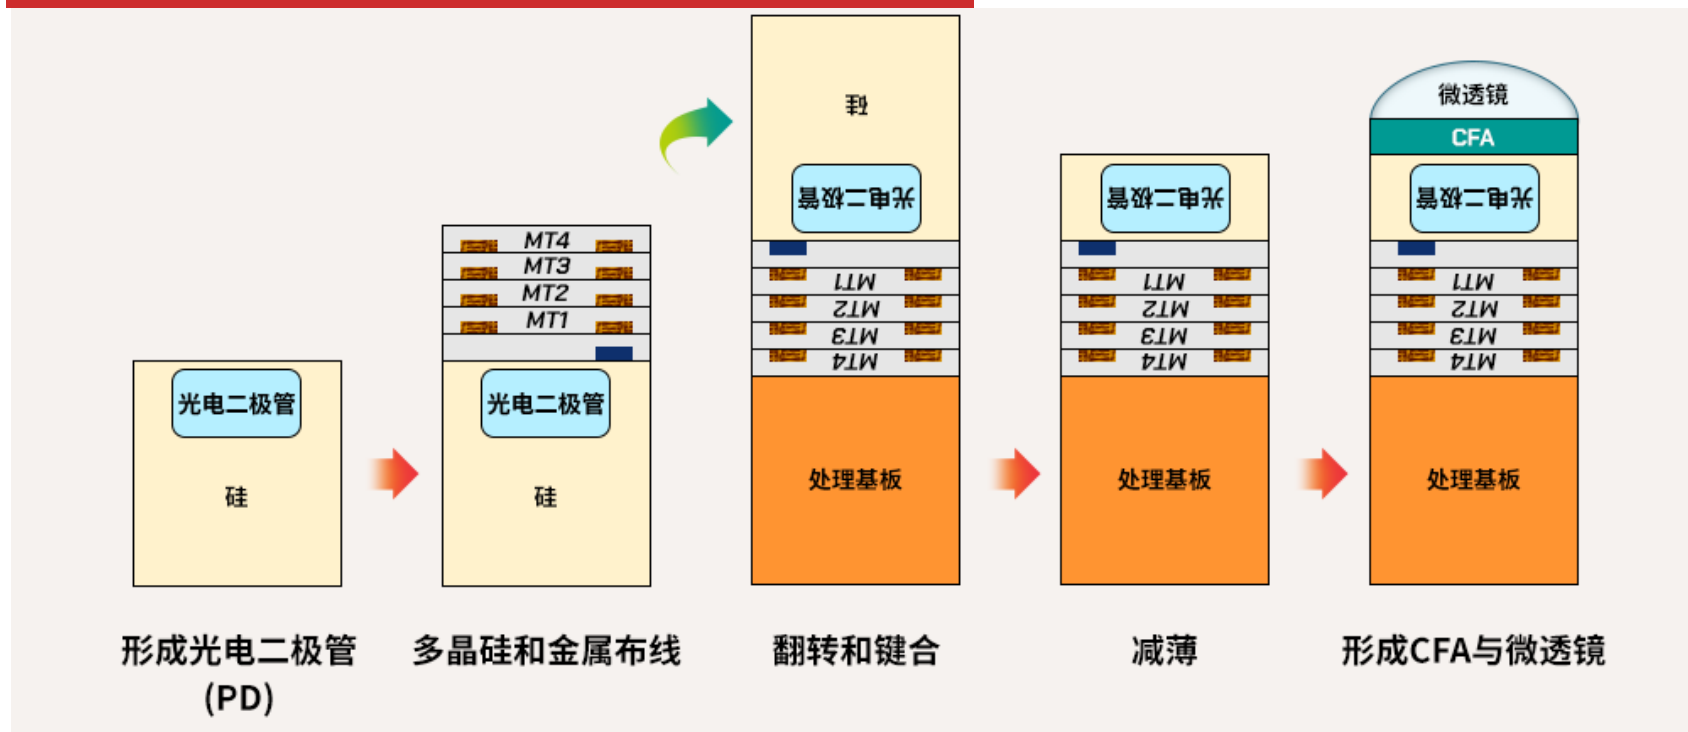 光电二极管
硅
形成光电二极管
(PD)
MT4
MT3
MT2
MT1
光电二极管
硅
多晶硅和金属布线
硅
光电二极管
MT1
MT2
MT3
MT4
处理基板
翻转和键合
光电二极管
MT1
MT2
MT3
MT4
处理基板
减薄
微透镜
CFA
光电二极管
MT1
MT2
MT3
MT4
处理基板
形成CFA与微透镜